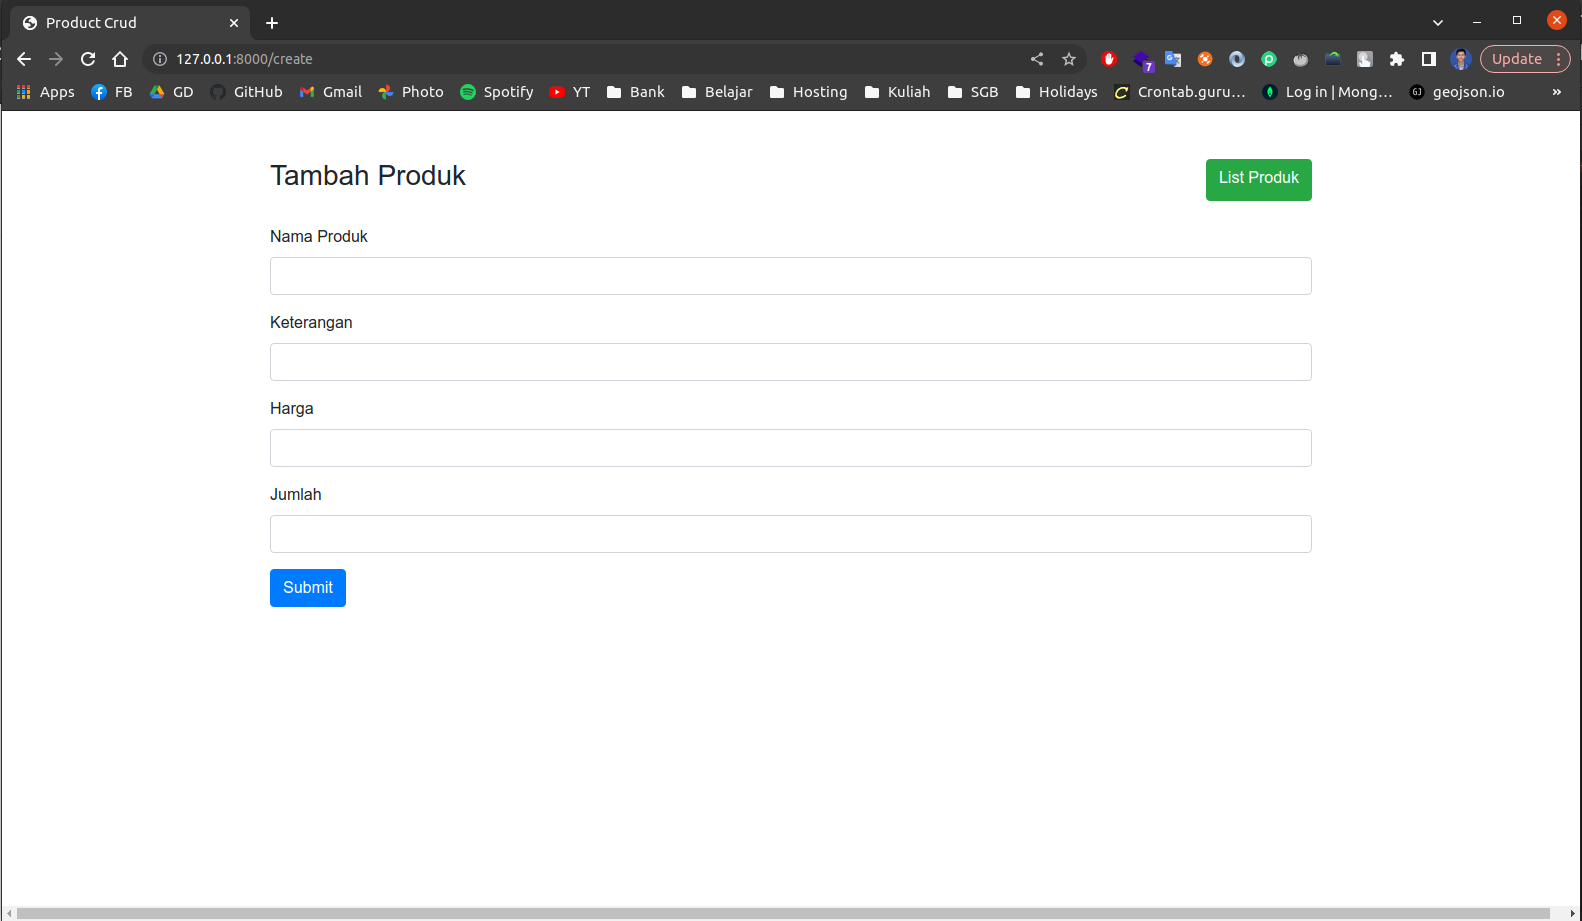 Product Crud
127.0.0.1:8000/create
7
Update
Apps FB GD GitHub Gmail Photo Spotify YT Bank Belajar Hosting Kuliah SGB Holidays Crontab.guru… Log in | Mong… geojson.io »
Tambah Produk
List Produk
Nama Produk
Keterangan
Harga
Jumlah
Submit